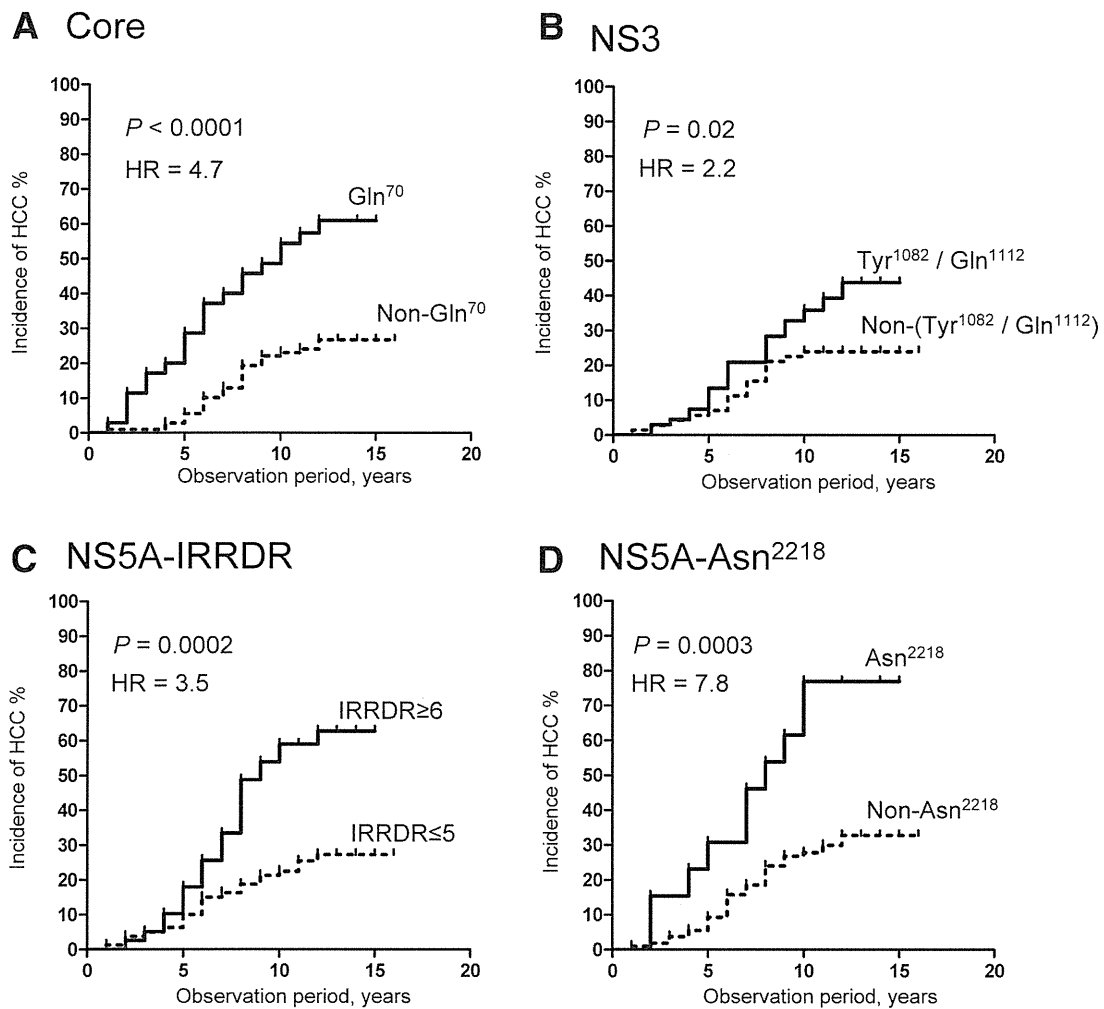 A Core
100
90
80
70
60
50
40
30
20
10
0
Incidence of HCC %
P < 0.0001
HR = 4.7
Gln70
Non-Gln70
0 5 10 15 20
Observation period, years
B NS3
100
90
80
70
60
50
40
30
20
10
0
Incidence of HCC %
P = 0.02
HR = 2.2
Tyr1082 / Gln1112
Non-(Tyr1082 / Gln1112)
0 5 10 15 20
Observation period, years
C NS5A-IRRDR
100
90
80
70
60
50
40
30
20
10
0
Incidence of HCC %
P = 0.0002
HR = 3.5
IRRDR≥6
IRRDR≤5
0 5 10 15 20
Observation period, years
D NS5A-Asn2218
100
90
80
70
60
50
40
30
20
10
0
Incidence of HCC %
P = 0.0003
HR = 7.8
Asn2218
Non-Asn2218
0 5 10 15 20
Observation period, years